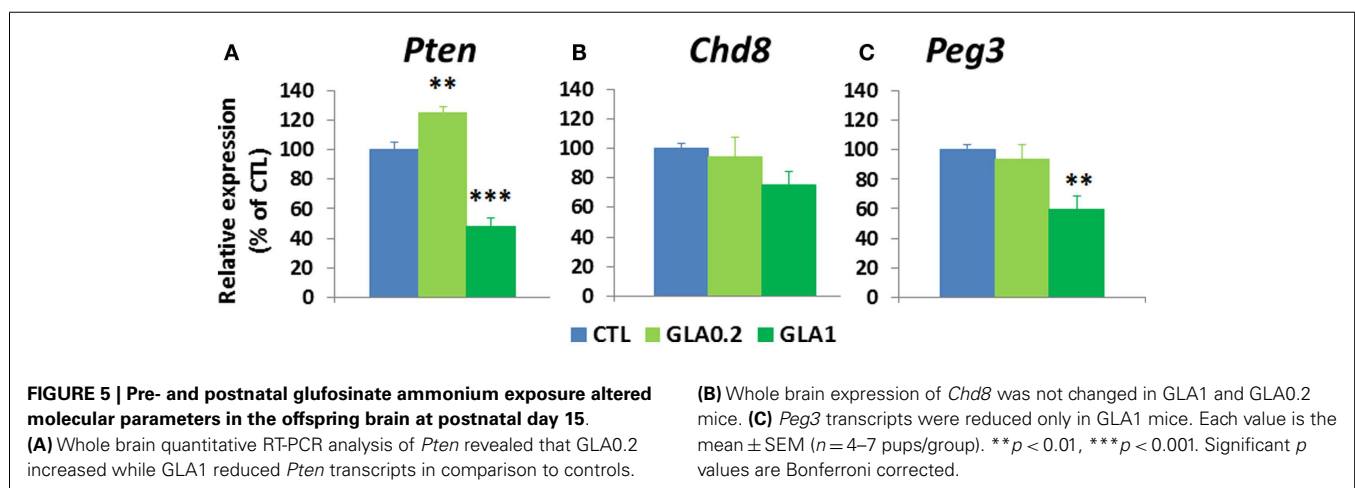 A Pten B Chd8 C Peg3
Relative expression
(% of CTL)
140
120
100
80
60
40
20
0
**
***
140
120
100
80
60
40
20
0
140
120
100
80
60
40
20
0
**
CTL GLA0.2 GLA1
FIGURE 5 | Pre- and postnatal glufosinate ammonium exposure altered
molecular parameters in the offspring brain at postnatal day 15.
(A) Whole brain quantitative RT-PCR analysis of Pten revealed that GLA0.2
increased while GLA1 reduced Pten transcripts in comparison to controls.
(B) Whole brain expression of Chd8 was not changed in GLA1 and GLA0.2
mice. (C) Peg3 transcripts were reduced only in GLA1 mice. Each value is the
mean ± SEM (n = 4–7 pups/group). **p < 0.01, ***p < 0.001. Significant p
values are Bonferroni corrected.